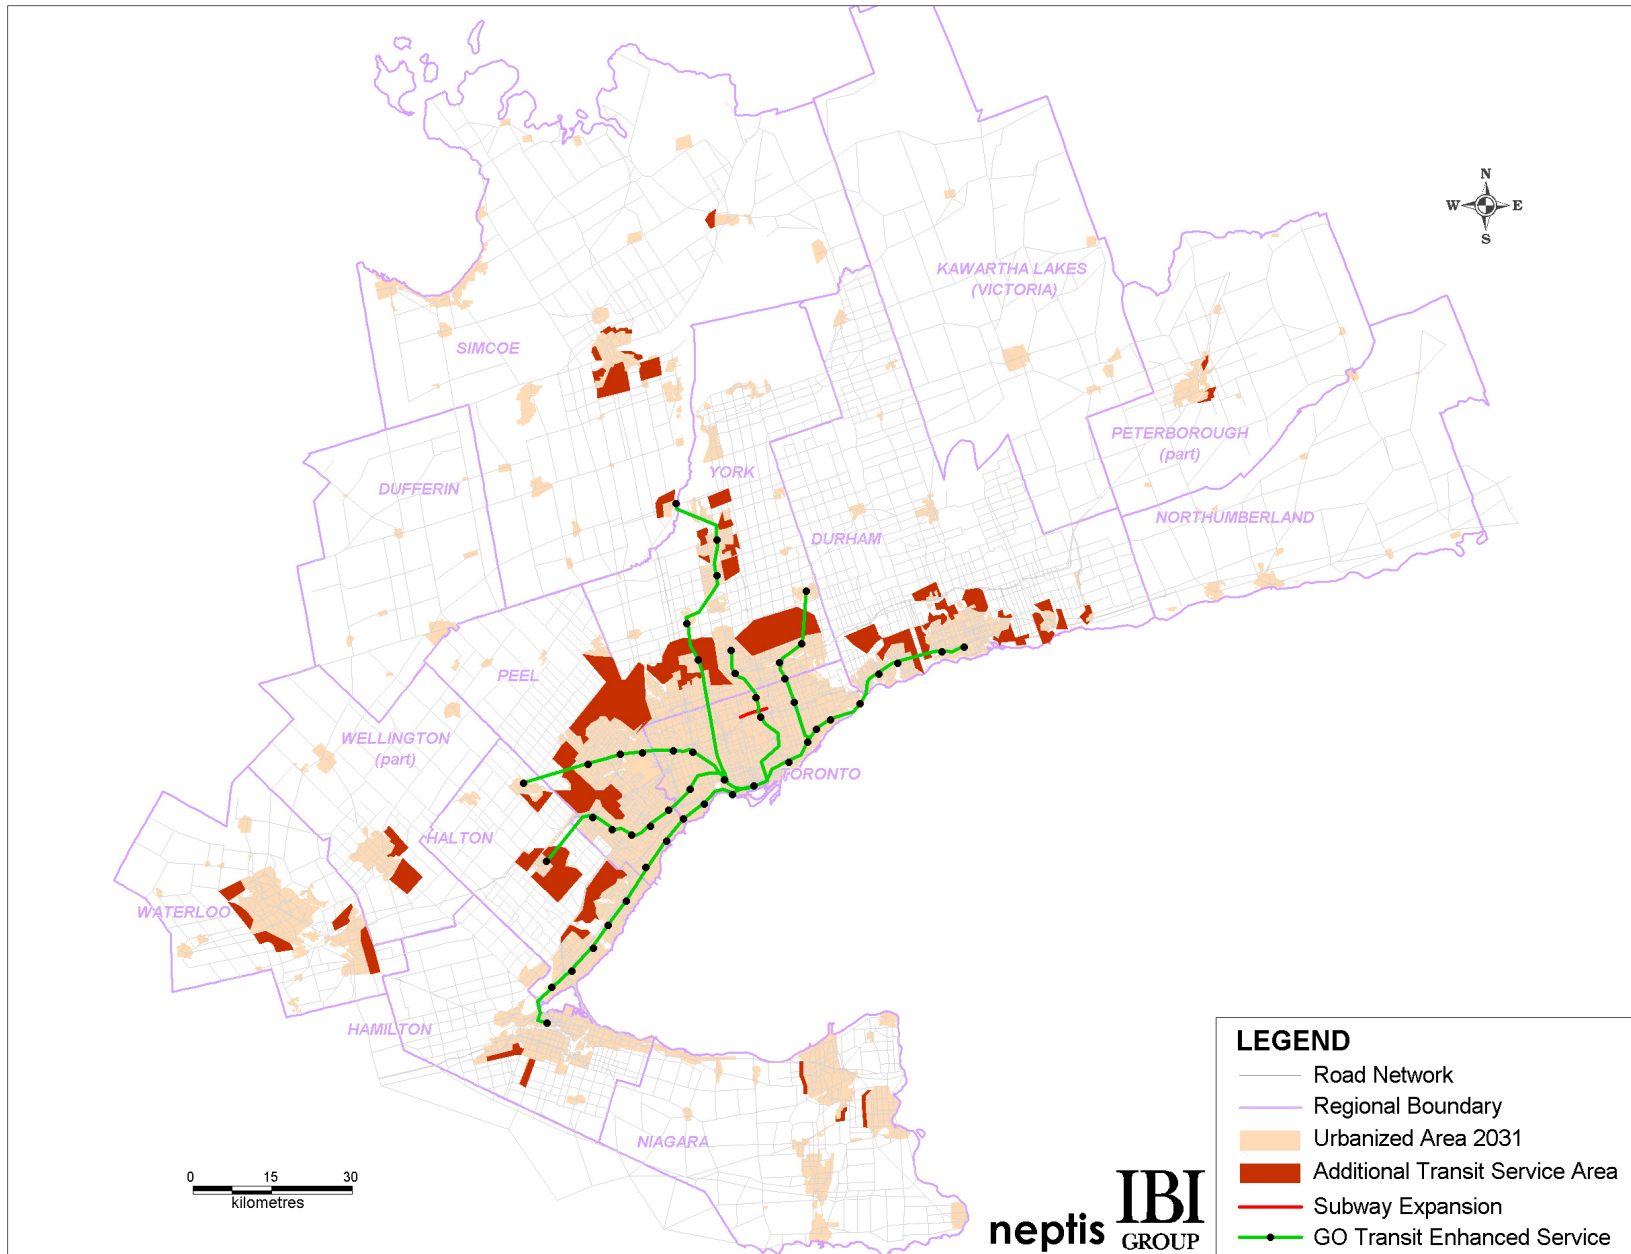 N
W E
S
KAWARTHA LAKES
(VICTORIA)
SIMCOE
PETERBOROUGH
(part)
YORK
DUFFERIN
NORTHUMBERLAND
DURHAM
PEEL
WELLINGTON
(part)
TORONTO
HALTON
WATERLOO
HAMILTON
NIAGARA
0 15 30
kilometres
neptis
IBI
GROUP
LEGEND
Road Network
Regional Boundary
Urbanized Area 2031
Additional Transit Service Area
Subway Expansion
GO Transit Enhanced Service